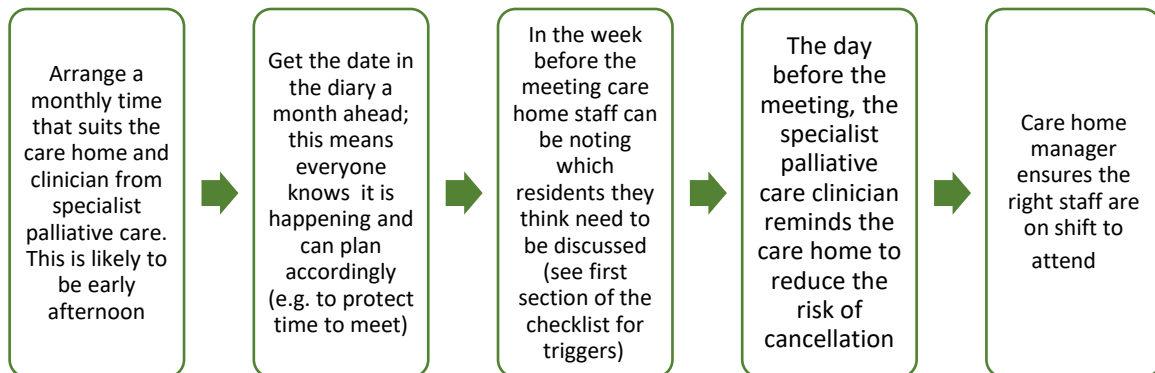 Arrange a
monthly time
that suits the
care home and
clinician from
specialist
palliative care.
This is likely to
be early
afternoon
Get the date in
the diary a
month ahead;
this means
everyone
knows  it is
happening and
can plan
accordingly
(e.g. to protect
time to meet)
In the week
before the
meeting care
home staff can
be noting
which
residents they
think need to
be discussed
(see first
section of the
checklist for
triggers)
The day
before the
meeting, the
specialist
palliative
care clinician
reminds the
care home to
reduce the
risk of
cancellation
Care home
manager
ensures the
right staff are
on shift to
attend